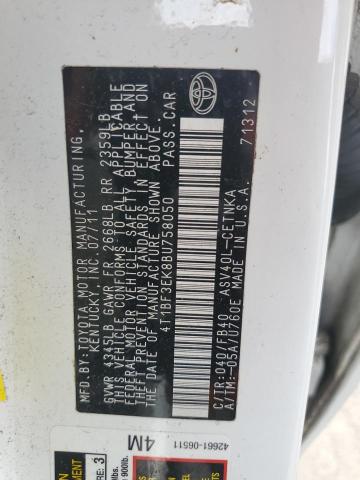 TOYOTA MOTOR MANUFACTURING,
KENTUCKY, INC. 07/11
GVWR 4345LB GAWR FR 2668LB RR 2359LB
THIS VEHICLE CONFORMS TO ALL APPLICABLE
FEDERAL MOTOR VEHICLE SAFETY, BUMPER AND
THEFT PREVENTION STANDARDS IN EFFECT ON
THE DATE OF MANUFACTURE SHOWN ABOVE.
4T1BF3EK8BU758050 PASS.CAR
C/TR:040/FB40 ASV40L-CETNKA
A/TM:-05A/U760E MADE IN U.S.A.
71312
42661-06511
4M
3
900lbs.